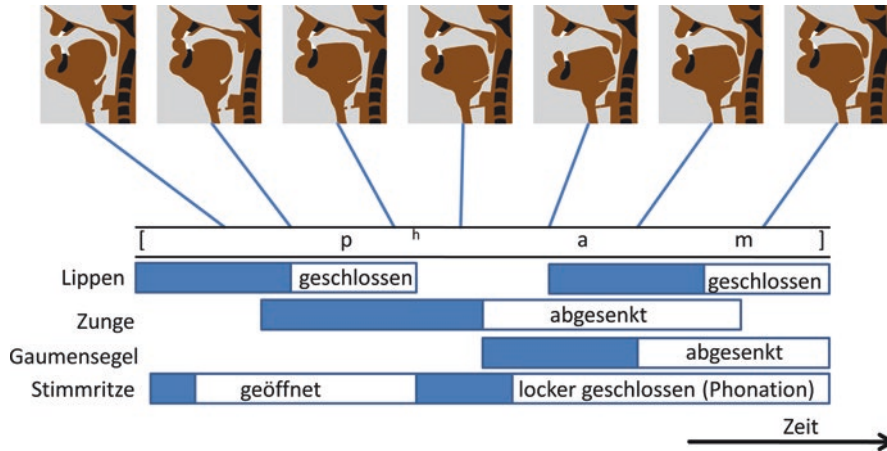 [ p ʰ a m ]
Lippen geschlossen geschlossen
Zunge abgesenkt
Gaumensegel abgesenkt
Stimmritze geöffnet locker geschlossen (Phonation)
Zeit